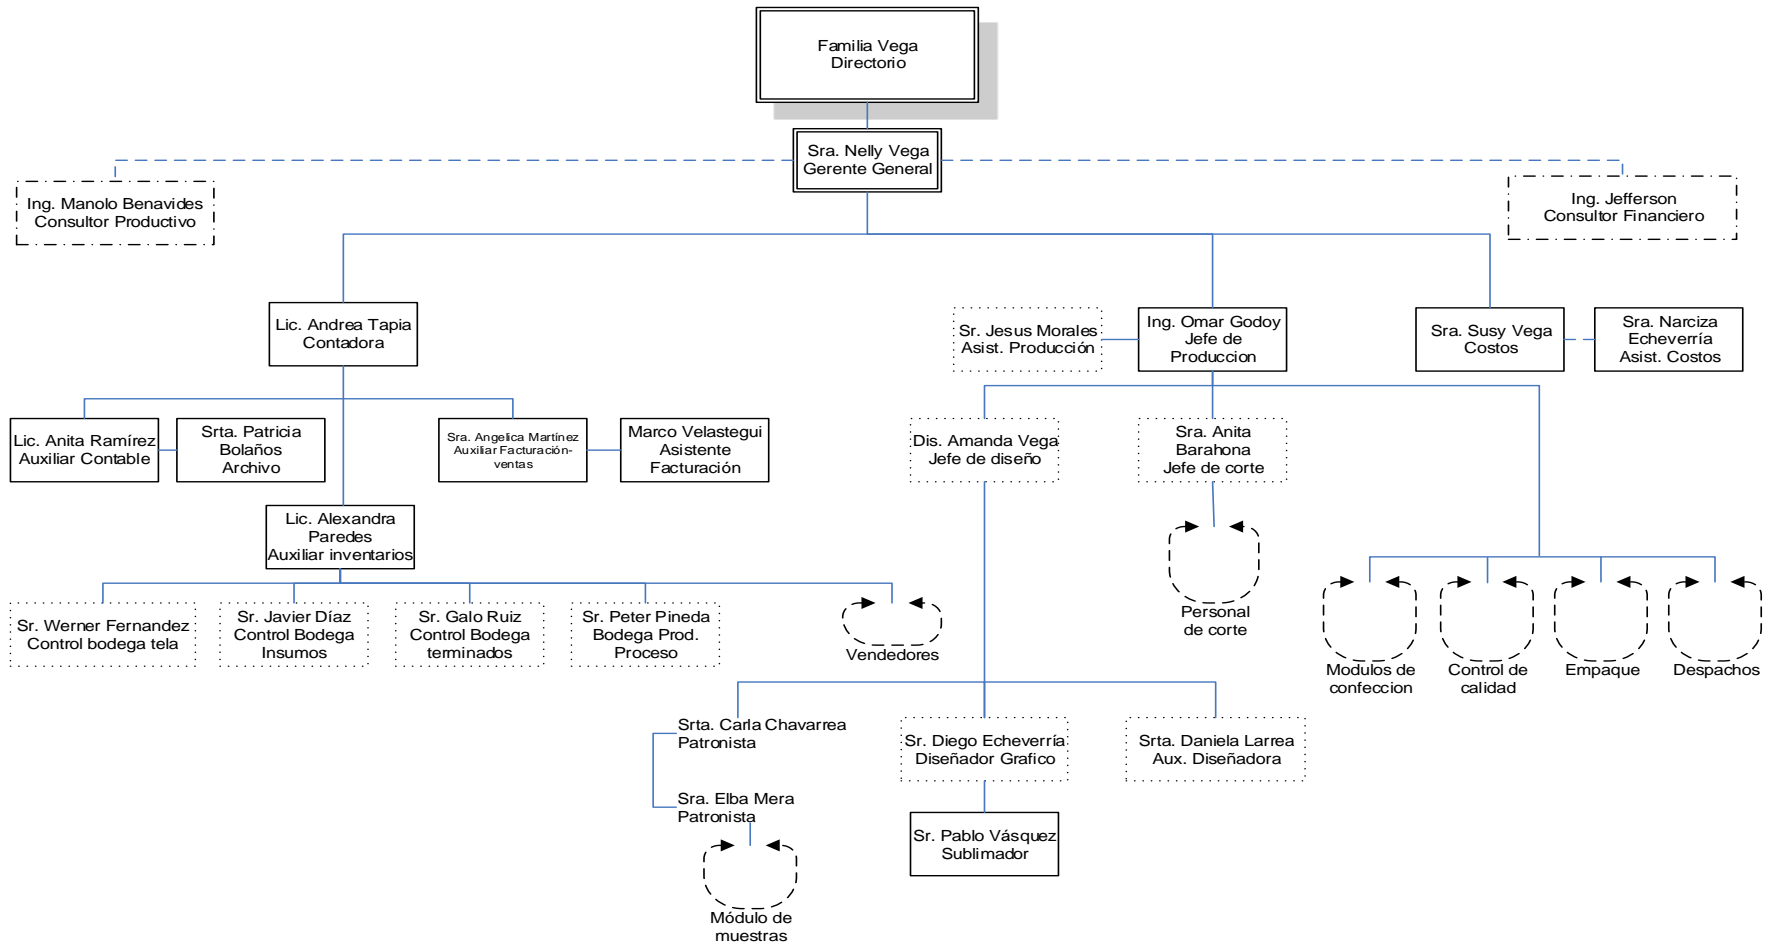 Familia Vega
Directorio
Sra. Nelly Vega
Gerente General
Ing. Manolo Benavides
Consultor Productivo
Ing. Jefferson
Consultor Financiero
Lic. Andrea Tapia
Contadora
Sr. Jesus Morales
Asist. Producción
Ing. Omar Godoy
Jefe de
Produccion
Sra. Susy Vega
Costos
Sra. Narciza
Echeverría
Asist. Costos
Lic. Anita Ramírez
Auxiliar Contable
Srta. Patricia
Bolaños
Archivo
Sra. Angelica Martínez
Auxiliar Facturación-
ventas
Marco Velastegui
Asistente
Facturación
Dis. Amanda Vega
Jefe de diseño
Sra. Anita
Barahona
Jefe de corte
Lic. Alexandra
Paredes
Auxiliar inventarios
Sr. Werner Fernandez
Control bodega tela
Sr. Javier Díaz
Control Bodega
Insumos
Sr. Galo Ruiz
Control Bodega
terminados
Sr. Peter Pineda
Bodega Prod.
Proceso
Vendedores
Personal
de corte
Modulos de
confeccion
Control de
calidad
Empaque
Despachos
Srta. Carla Chavarrea
Patronista
Sr. Diego Echeverría
Diseñador Grafico
Srta. Daniela Larrea
Aux. Diseñadora
Sra. Elba Mera
Patronista
Sr. Pablo Vásquez
Sublimador
Módulo de
muestras